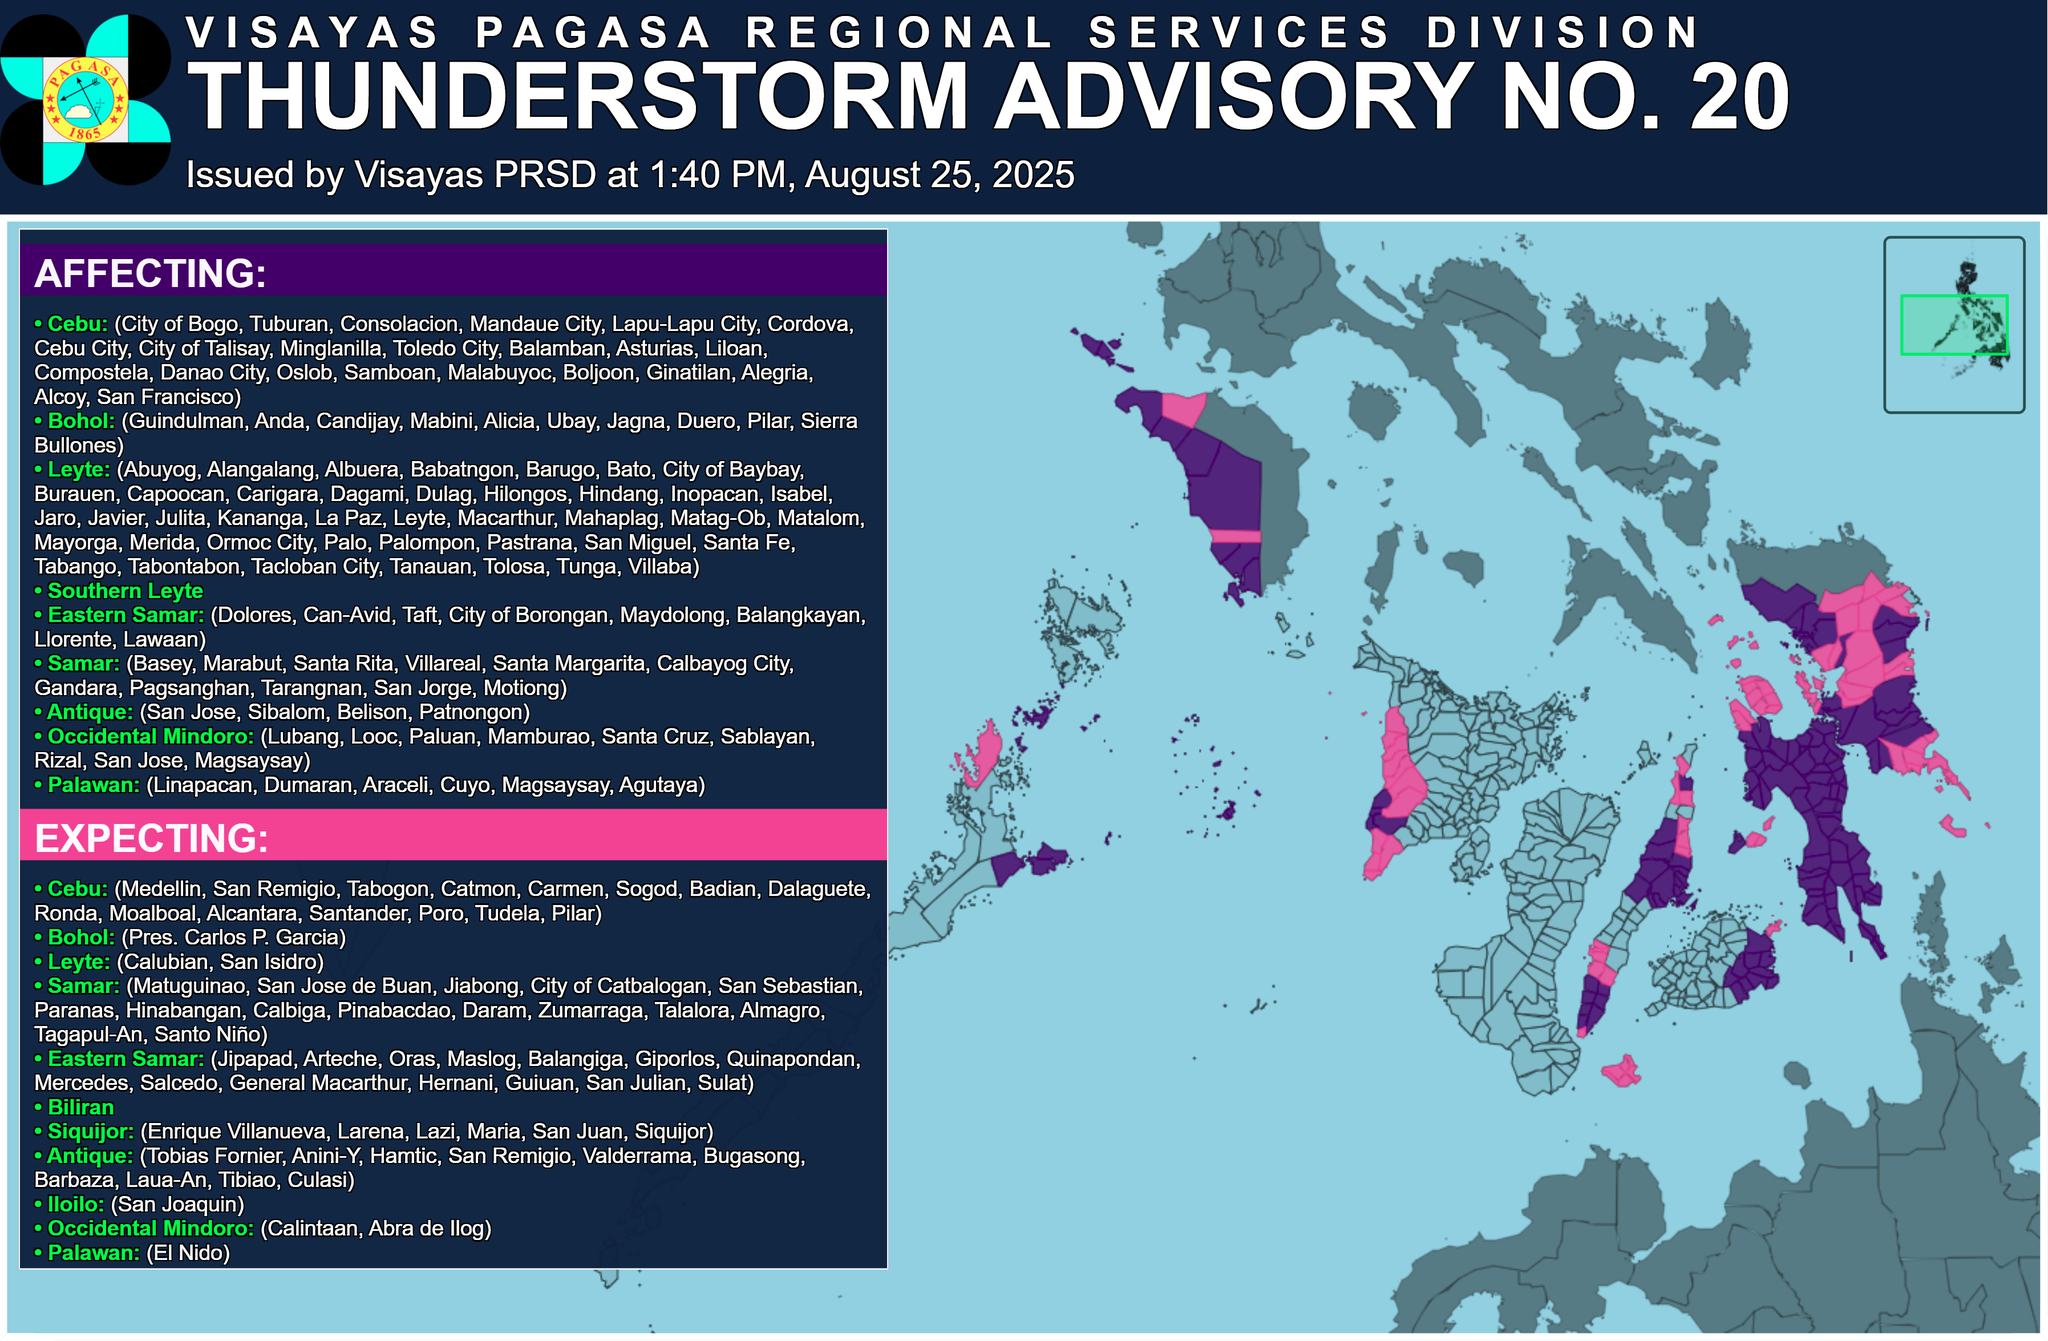 VISAYAS PAGASA REGIONAL SERVICES DIVISION
THUNDERSTORM ADVISORY NO. 20
PAGASA
1865
Issued by Visayas PRSD at 1:40 PM, August 25, 2025
AFFECTING:
• Cebu: (City of Bogo, Tuburan, Consolacion, Mandaue City, Lapu-Lapu City, Cordova,
Cebu City, City of Talisay, Minglanilla, Toledo City, Balamban, Asturias, Liloan,
Compostela, Danao City, Oslob, Samboan, Malabuyoc, Boljoon, Ginatilan, Alegria,
Alcoy, San Francisco)
• Bohol: (Guindulman, Anda, Candijay, Mabini, Alicia, Ubay, Jagna, Duero, Pilar, Sierra
Bullones)
• Leyte: (Abuyog, Alangalang, Albuera, Babatngon, Barugo, Bato, City of Baybay,
Burauen, Capoocan, Carigara, Dagami, Dulag, Hilongos, Hindang, Inopacan, Isabel,
Jaro, Javier, Julita, Kananga, La Paz, Leyte, Macarthur, Mahaplag, Matag-Ob, Matalom,
Mayorga, Merida, Ormoc City, Palo, Palompon, Pastrana, San Miguel, Santa Fe,
Tabango, Tabontabon, Tacloban City, Tanauan, Tolosa, Tunga, Villaba)
• Southern Leyte
• Eastern Samar: (Dolores, Can-Avid, Taft, City of Borongan, Maydolong, Balangkayan,
Llorente, Lawaan)
• Samar: (Basey, Marabut, Santa Rita, Villareal, Santa Margarita, Calbayog City,
Gandara, Pagsanghan, Tarangnan, San Jorge, Motiong)
• Antique: (San Jose, Sibalom, Belison, Patnongon)
• Occidental Mindoro: (Lubang, Looc, Paluan, Mamburao, Santa Cruz, Sablayan,
Rizal, San Jose, Magsaysay)
• Palawan: (Linapacan, Dumaran, Araceli, Cuyo, Magsaysay, Agutaya)
EXPECTING:
• Cebu: (Medellin, San Remigio, Tabogon, Catmon, Carmen, Sogod, Badian, Dalaguete,
Ronda, Moalboal, Alcantara, Santander, Poro, Tudela, Pilar)
• Bohol: (Pres. Carlos P. Garcia)
• Leyte: (Calubian, San Isidro)
• Samar: (Matuguinao, San Jose de Buan, Jiabong, City of Catbalogan, San Sebastian,
Paranas, Hinabangan, Calbiga, Pinabacdao, Daram, Zumarraga, Talalora, Almagro,
Tagapul-An, Santo Niño)
• Eastern Samar: (Jipapad, Arteche, Oras, Maslog, Balangiga, Giporlos, Quinapondan,
Mercedes, Salcedo, General Macarthur, Hernani, Guiuan, San Julian, Sulat)
• Biliran
• Siquijor: (Enrique Villanueva, Larena, Lazi, Maria, San Juan, Siquijor)
• Antique: (Tobias Fornier, Anini-Y, Hamtic, San Remigio, Valderrama, Bugasong,
Barbaza, Laua-An, Tibiao, Culasi)
• Iloilo: (San Joaquin)
• Occidental Mindoro: (Calintaan, Abra de Ilog)
• Palawan: (El Nido)